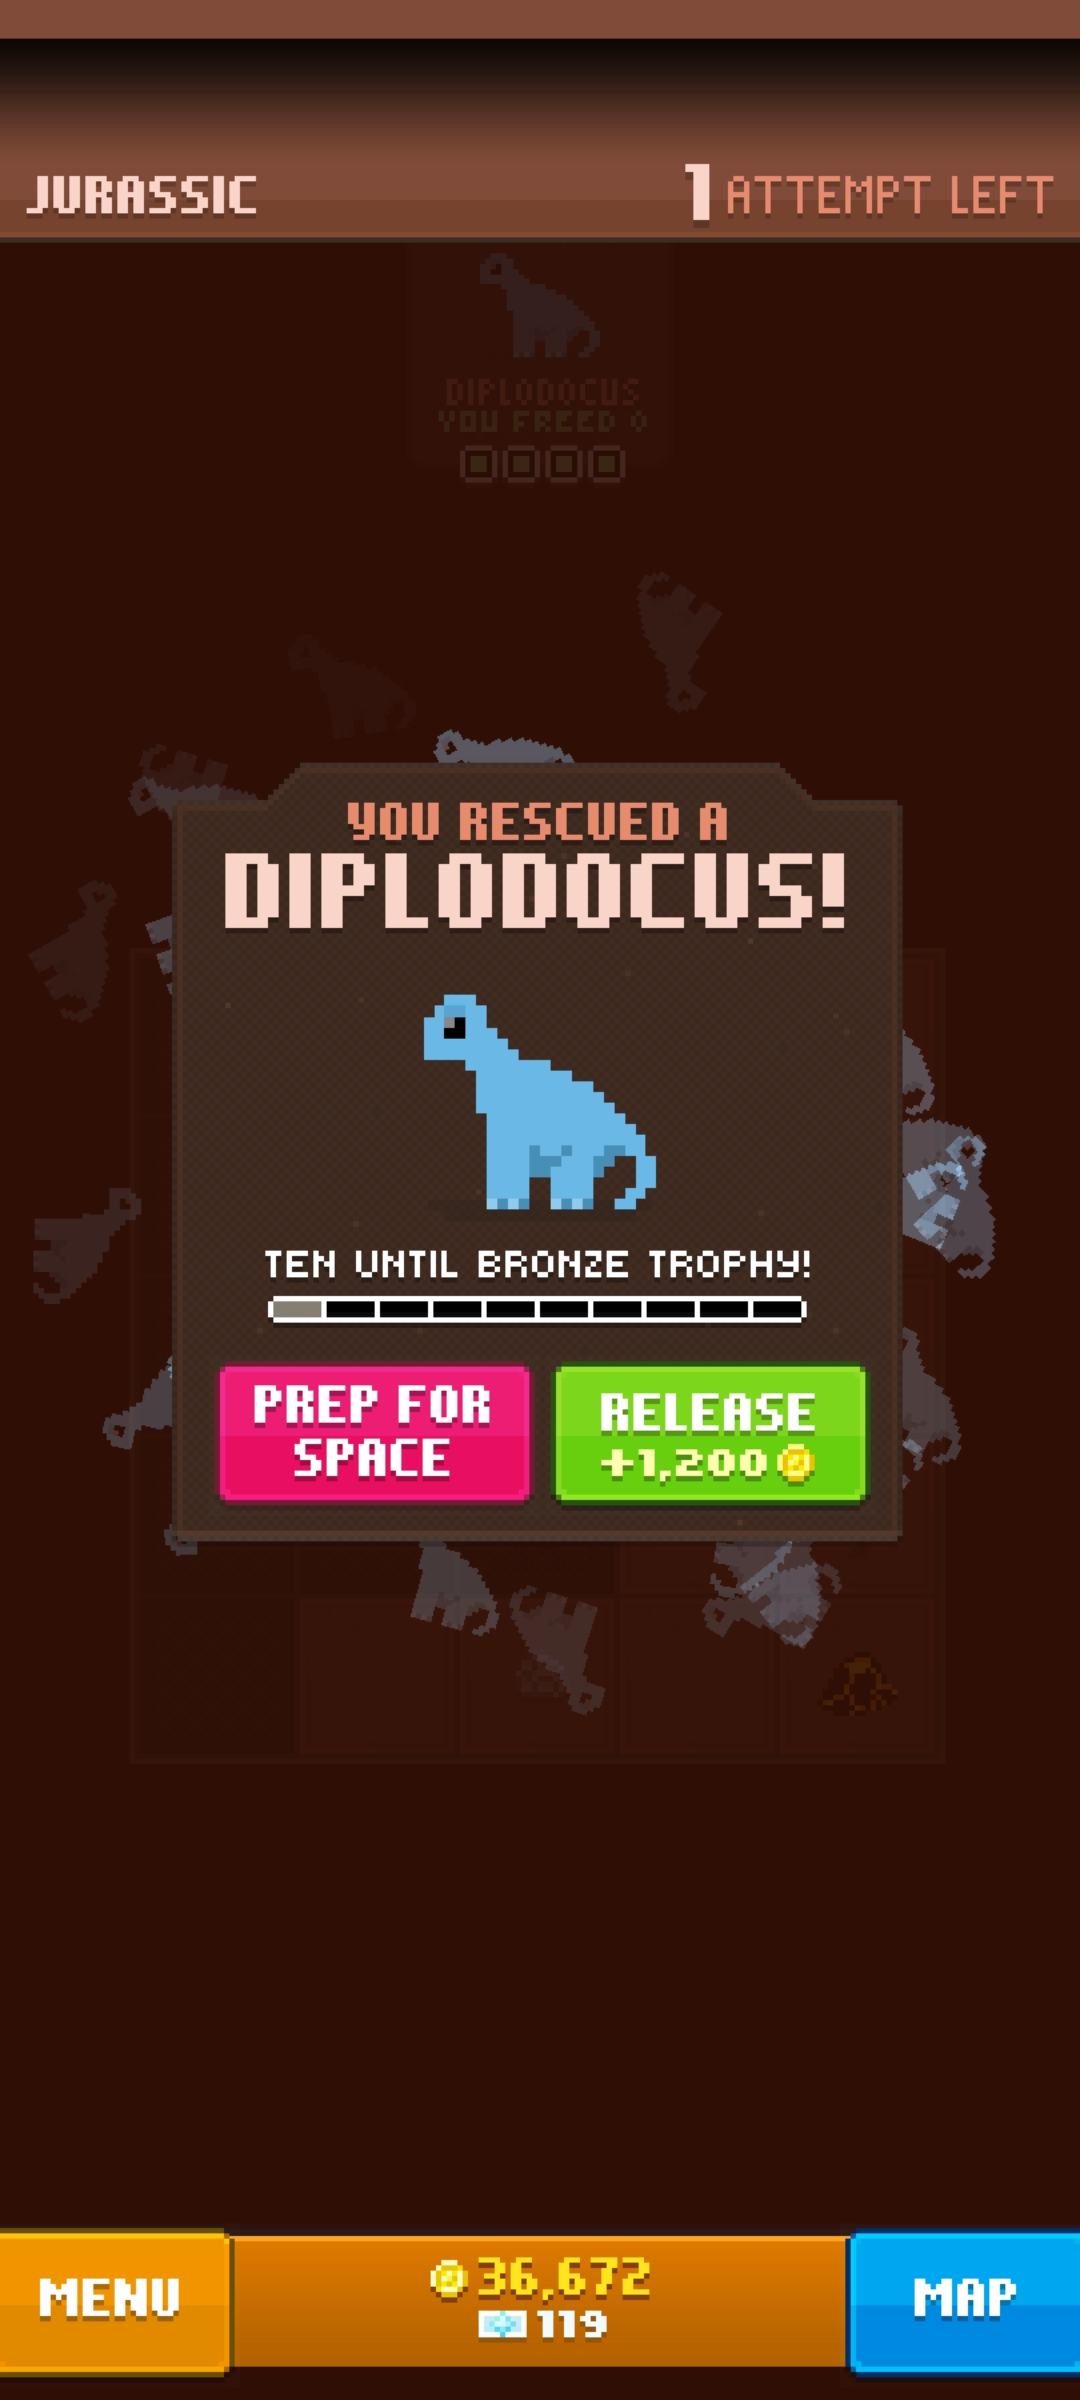 JURASSIC
1 ATTEMPT LEFT
DIPLODOCUS
YOU FREED 0
YOU RESCUED A
DIPLODOCUS!
TEN UNTIL BRONZE TROPHY!
PREP FOR
SPACE
RELEASE
+1,200
MENU
36,672
119
MAP